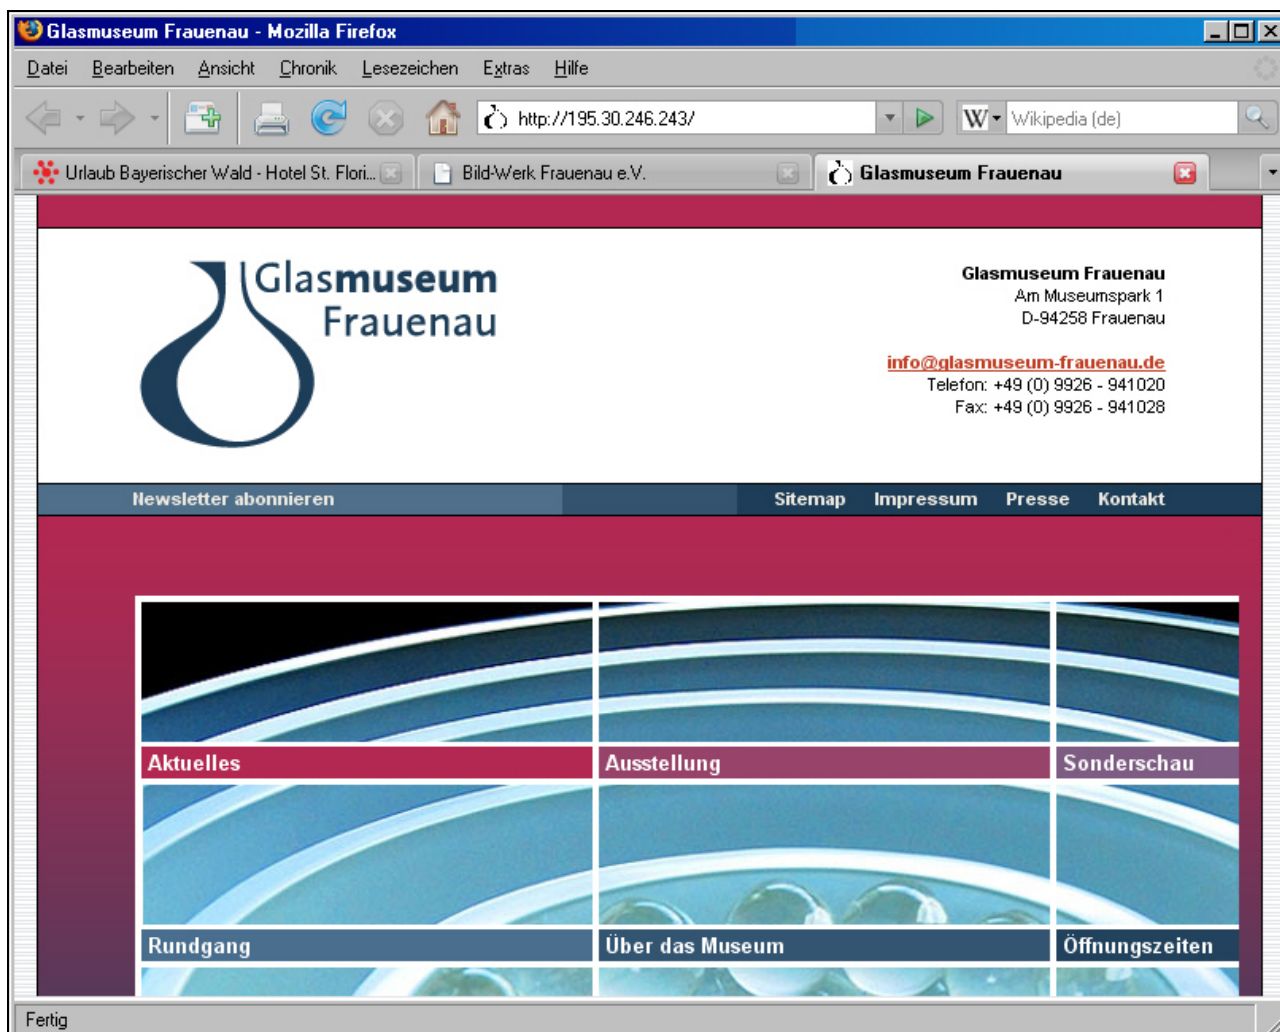 Glasmuseum Frauenau - Mozilla Firefox
Datei Bearbeiten Ansicht Chronik Lesezeichen Extras Hilfe
http://195.30.246.243/ W Wikipedia (de)
Urlaub Bayerischer Wald - Hotel St. Flori... Bild-Werk Frauenau e.V. Glasmuseum Frauenau
Glasmuseum
Frauenau
Glasmuseum Frauenau
Am Museumspark 1
D-94258 Frauenau
info@glasmuseum-frauenau.de
Telefon: +49 (0) 9926 - 941020
Fax: +49 (0) 9926 - 941028
Newsletter abonnieren Sitemap Impressum Presse Kontakt
Aktuelles Ausstellung Sonderschau
Rundgang Über das Museum Öffnungszeiten
Fertig